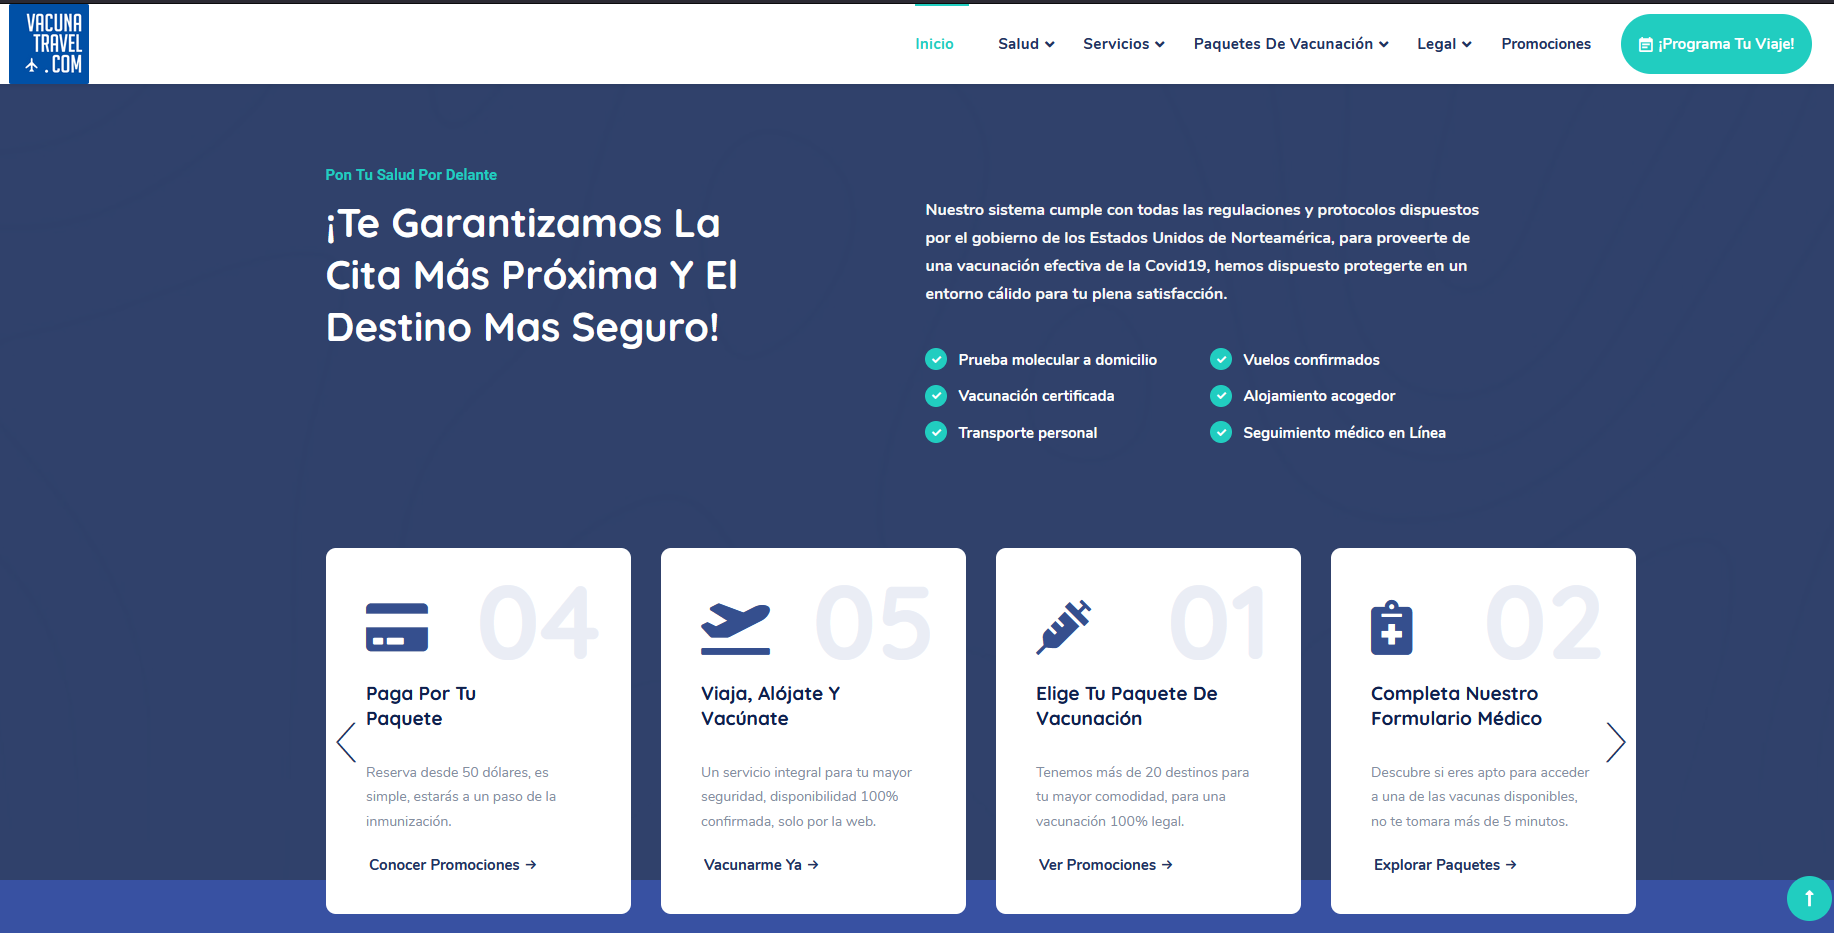 VACUNA
TRAVEL
.COM
Inicio
Salud
Servicios
Paquetes De Vacunación
Legal
Promociones
¡Programa Tu Viaje!
Pon Tu Salud Por Delante
¡Te Garantizamos La
Cita Más Próxima Y El
Destino Mas Seguro!
Nuestro sistema cumple con todas las regulaciones y protocolos dispuestos
por el gobierno de los Estados Unidos de Norteamérica, para proveerte de
una vacunación efectiva de la Covid19, hemos dispuesto protegerte en un
entorno cálido para tu plena satisfacción.
Prueba molecular a domicilio
Vacunación certificada
Transporte personal
Vuelos confirmados
Alojamiento acogedor
Seguimiento médico en Línea
04
Paga Por Tu
Paquete
Reserva desde 50 dólares, es
simple, estarás a un paso de la
inmunización.
Conocer Promociones →
05
Viaja, Alójate Y
Vacúnate
Un servicio integral para tu mayor
seguridad, disponibilidad 100%
confirmada, solo por la web.
Vacunarme Ya →
01
Elige Tu Paquete De
Vacunación
Tenemos más de 20 destinos para
tu mayor comodidad, para una
vacunación 100% legal.
Ver Promociones →
02
Completa Nuestro
Formulario Médico
Descubre si eres apto para acceder
a una de las vacunas disponibles,
no te tomara más de 5 minutos.
Explorar Paquetes →